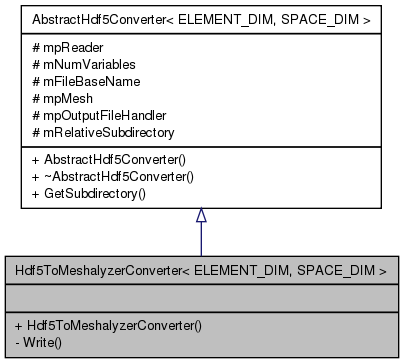 AbstractHdf5Converter< ELEMENT_DIM, SPACE_DIM >
# mpReader
# mNumVariables
# mFileBaseName
# mpMesh
# mpOutputFileHandler
# mRelativeSubdirectory
+ AbstractHdf5Converter()
+ ~AbstractHdf5Converter()
+ GetSubdirectory()
Hdf5ToMeshalyzerConverter< ELEMENT_DIM, SPACE_DIM >
+ Hdf5ToMeshalyzerConverter()
- Write()